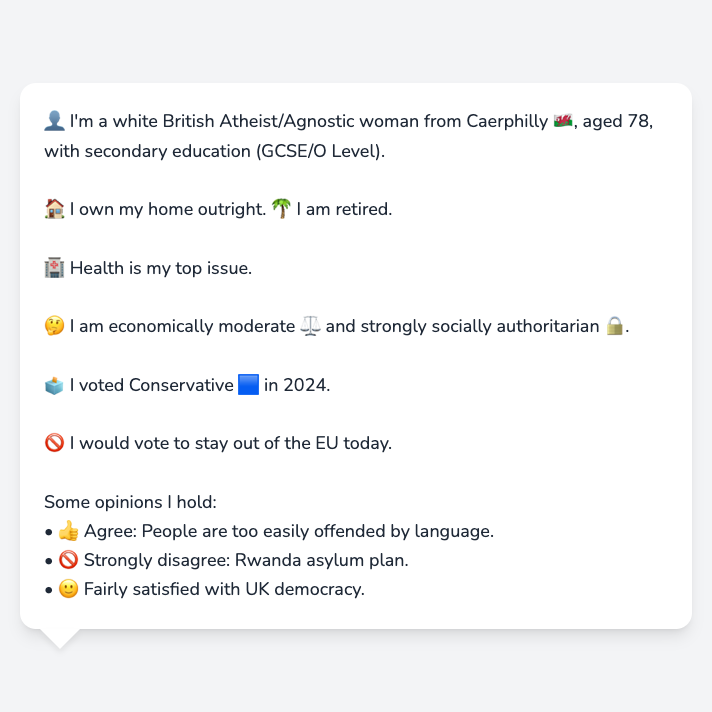 👤 I'm a white British Atheist/Agnostic woman from Caerphilly 🏴󠁧󠁢󠁷󠁬󠁳󠁿, aged 78,
with secondary education (GCSE/O Level).
🏠 I own my home outright. 🌴 I am retired.
🏥 Health is my top issue.
🤔 I am economically moderate ⚖️ and strongly socially authoritarian 🔒.
🗳️ I voted Conservative 🟦 in 2024.
🚫 I would vote to stay out of the EU today.
Some opinions I hold:
• 👍 Agree: People are too easily offended by language.
• 🚫 Strongly disagree: Rwanda asylum plan.
• 🙂 Fairly satisfied with UK democracy.